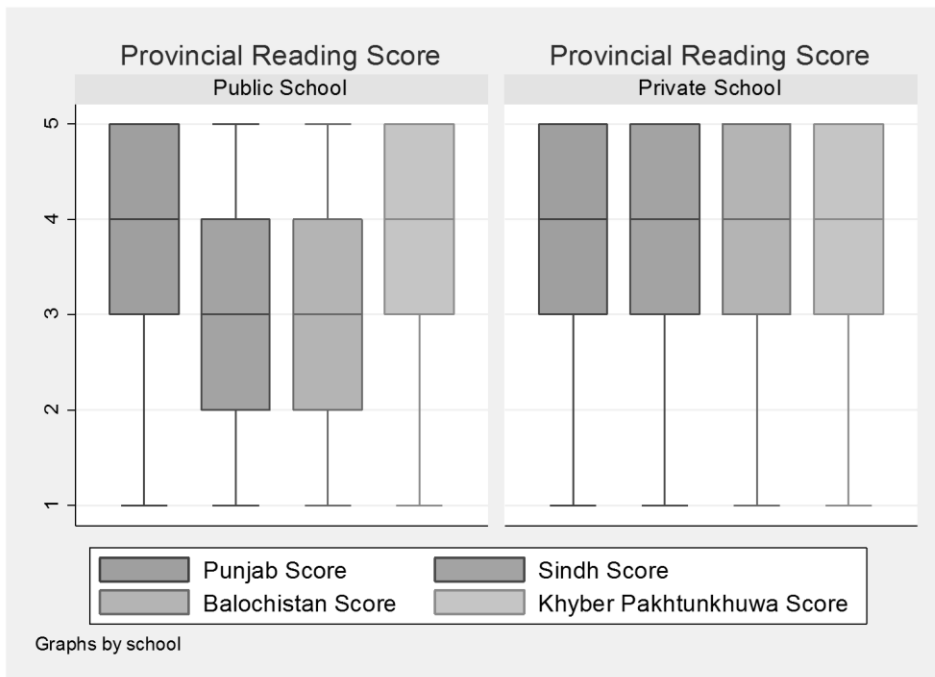 Provincial Reading Score
Public School
Provincial Reading Score
Private School
5
4
3
2
1
Punjab Score
Sindh Score
Balochistan Score
Khyber Pakhtunkhuwa Score
Graphs by school